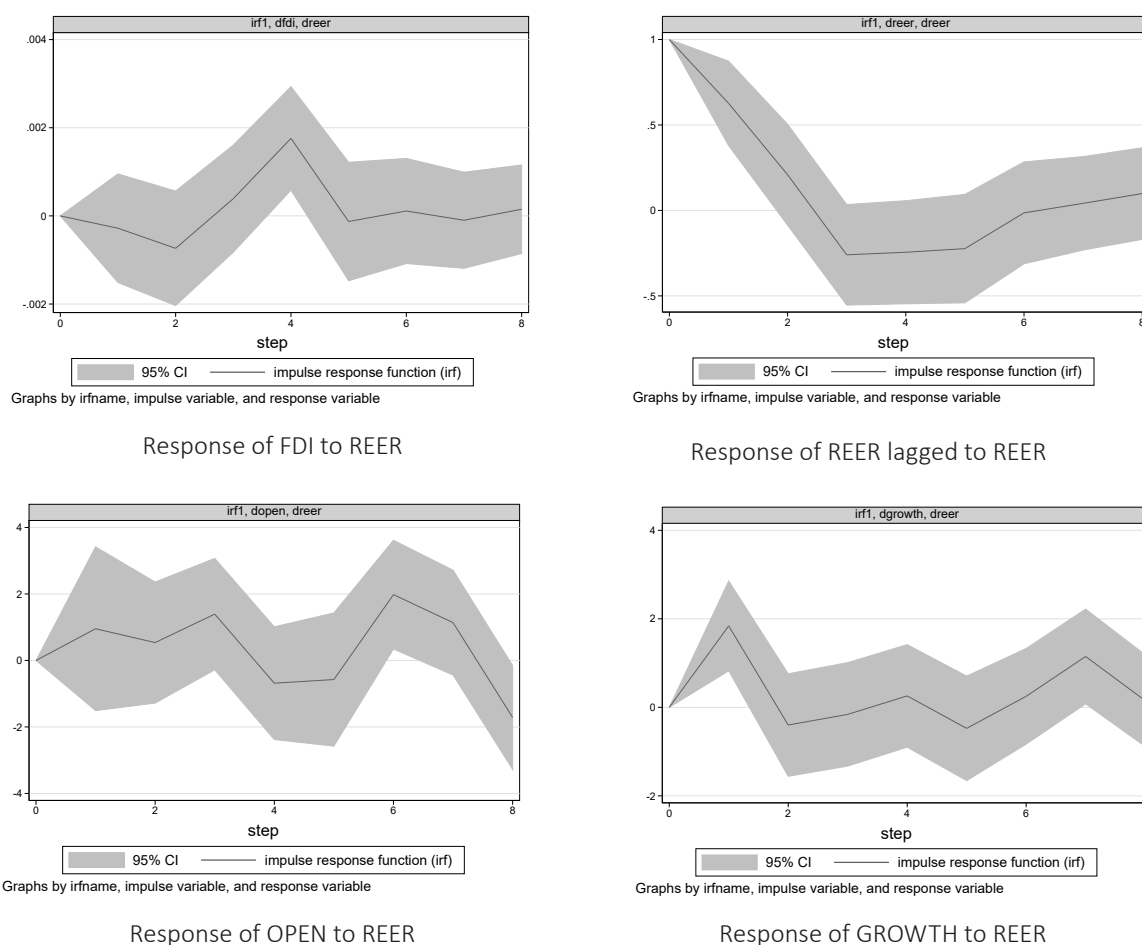 irf1, dfdi, dreer
.004
.002
0
-.002
0 2 4 6 8
step
95% CI impulse response function (irf)
Graphs by irfname, impulse variable, and response variable
Response of FDI to REER
irf1, dreer, dreer
1
.5
0
-.5
0 2 4 6 8
step
95% CI impulse response function (irf)
Graphs by irfname, impulse variable, and response variable
Response of REER lagged to REER
irf1, dopen, dreer
4
2
0
-2
-4
0 2 4 6 8
step
95% CI impulse response function (irf)
Graphs by irfname, impulse variable, and response variable
Response of OPEN to REER
irf1, dgrowth, dreer
4
2
0
-2
0 2 4 6
step
95% CI impulse response function (irf)
Graphs by irfname, impulse variable, and response variable
Response of GROWTH to REER